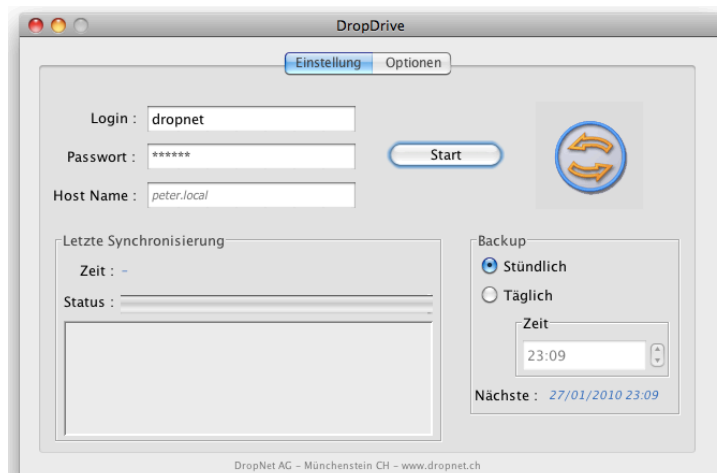 DropDrive
Einstellung Optionen
Login : dropnet
Passwort : ******
Start
Host Name : peter.local
Letzte Synchronisierung
Zeit : –
Status :
Backup
Stündlich
Täglich
Zeit
23:09
Nächste : 27/01/2010 23:09
DropNet AG – Münchenstein CH – www.dropnet.ch